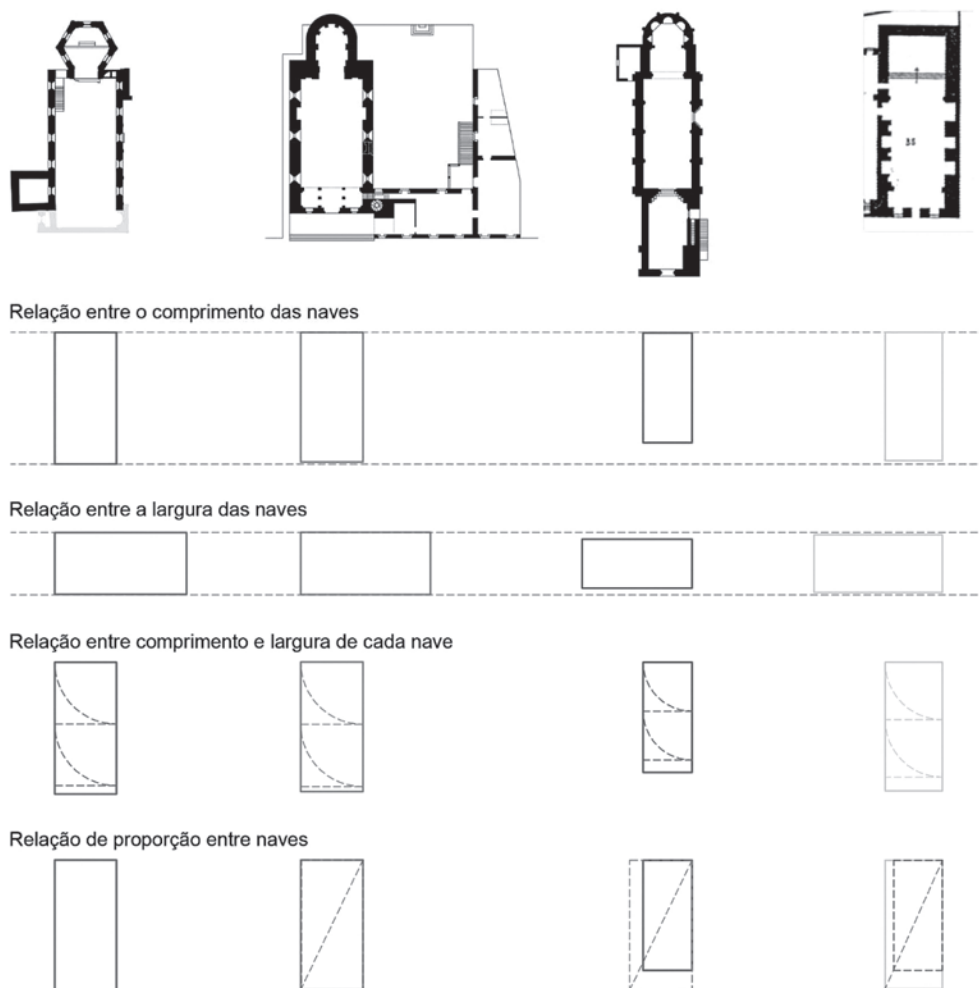 35
Relação entre o comprimento das naves
Relação entre a largura das naves
Relação entre comprimento e largura de cada nave
Relação de proporção entre naves